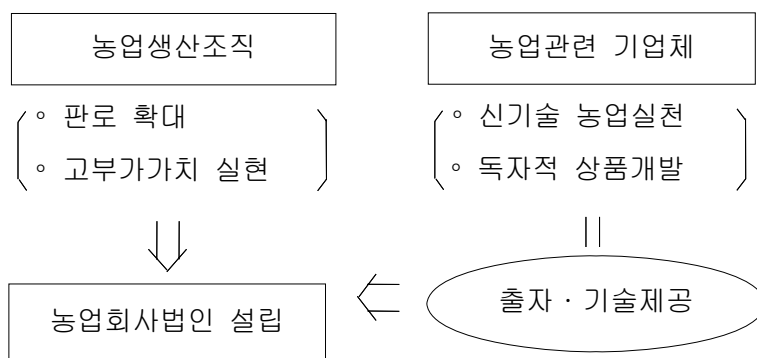 농업생산조직
농업관련 기업체
◦ 판로 확대
◦ 고부가가치 실현
◦ 신기술 농업실천
◦ 독자적 상품개발
농업회사법인 설립
출자 · 기술제공